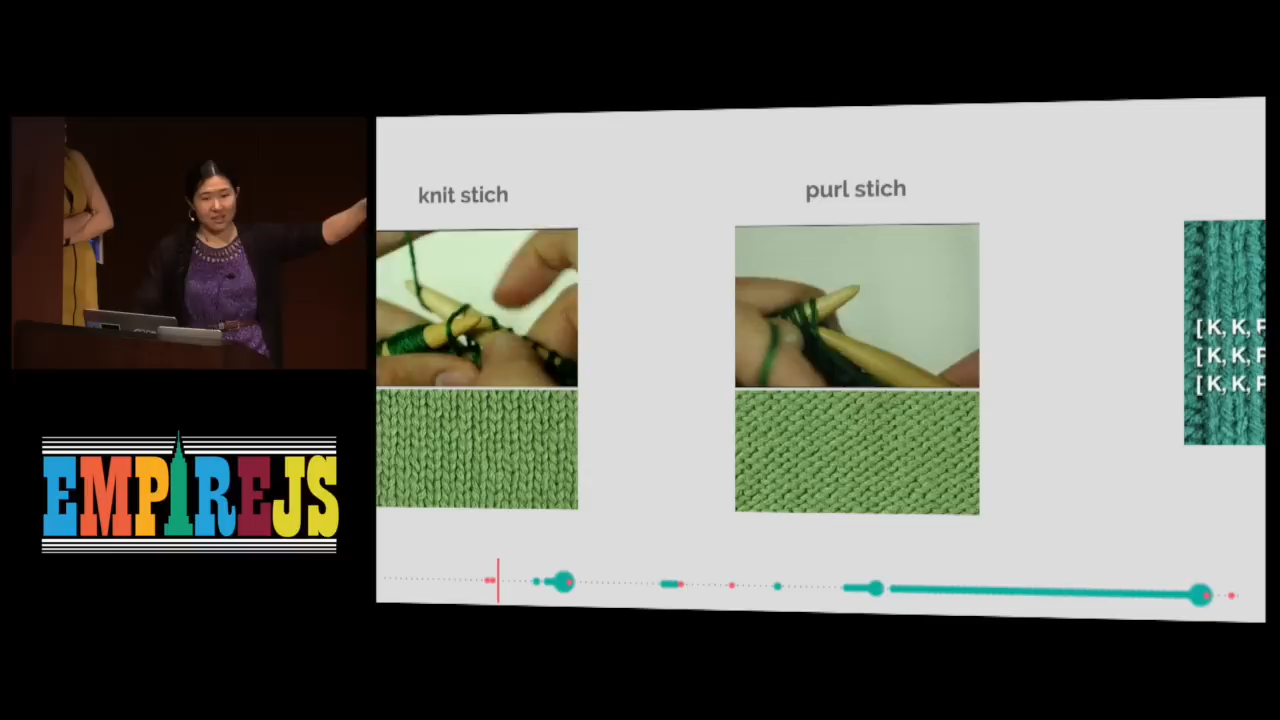 knit stich
purl stich
[ K, K, P
[ K, K, P
[ K, K, P
EMPIREJS